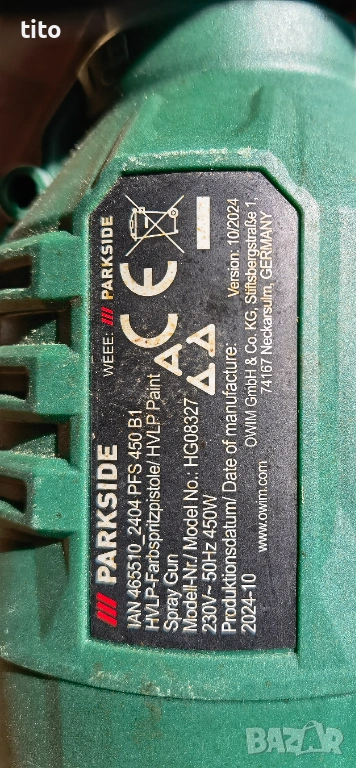 tito
WEEE: PARKSIDE
PARKSIDE
IAN 465510_2404 PFS 450 B1
HVLP-Farbspritzpistole/ HVLP Paint
Spray Gun
Model-Nr./ Model No.: HG08327
230V~ 50Hz 450W
Produktionsdatum/ Date of manufacture:
2024-10
Version: 10/2024
OWIM GmbH & Co. KG, Stiftsbergstraße 1,
74167 Neckarsulm, GERMANY
www.owim.com
CE
BAZAR